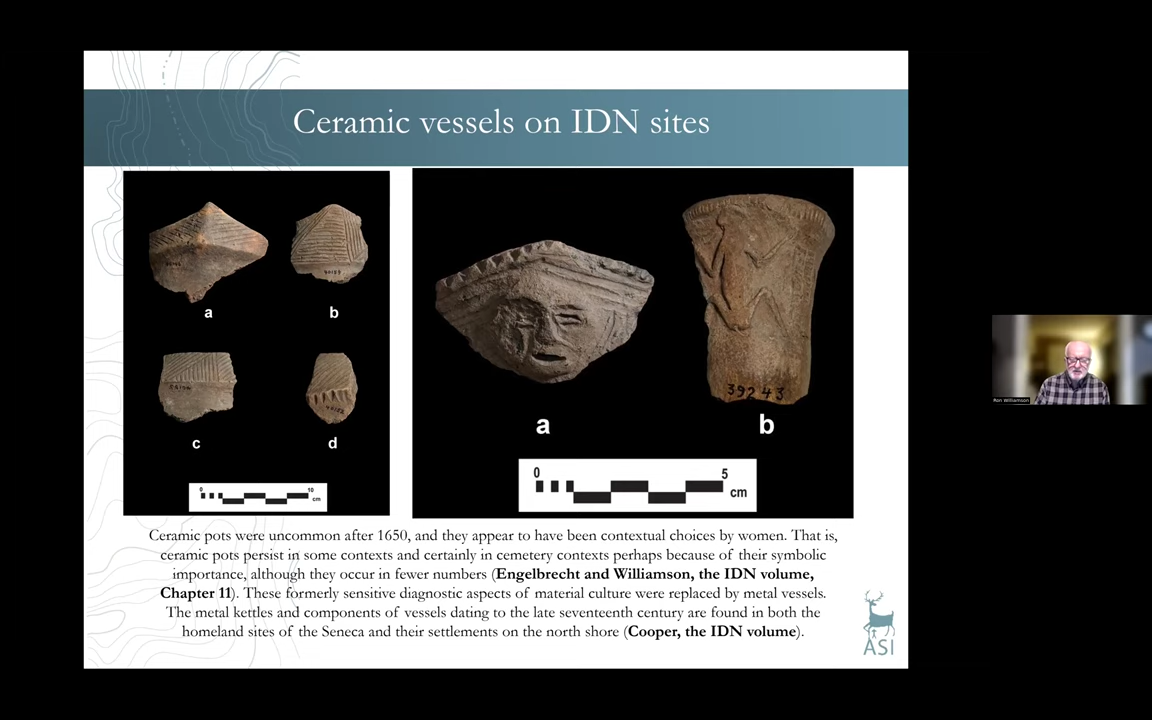 Ceramic vessels on IDN sites
a
b
c
d
0
10
cm
a
b
39243
0
5
cm
Ceramic pots were uncommon after 1650, and they appear to have been contextual choices by women. That is,
ceramic pots persist in some contexts and certainly in cemetery contexts perhaps because of their symbolic
importance, although they occur in fewer numbers (Engelbrecht and Williamson, the IDN volume,
Chapter 11). These formerly sensitive diagnostic aspects of material culture were replaced by metal vessels.
The metal kettles and components of vessels dating to the late seventeenth century are found in both the
homeland sites of the Seneca and their settlements on the north shore (Cooper, the IDN volume).
ASI
Ron Williamson